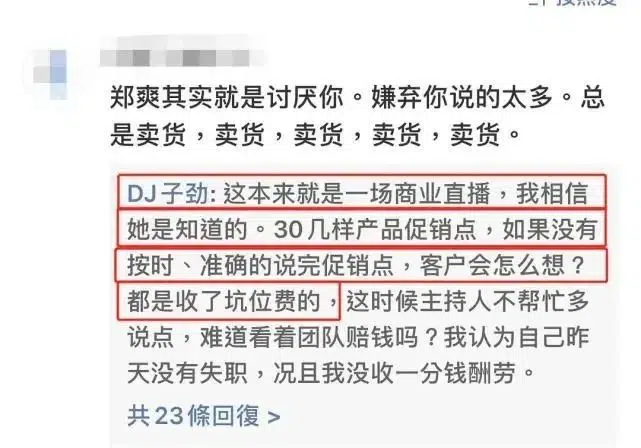 郑爽其实就是讨厌你。嫌弃你说的太多。总
是卖货，卖货，卖货，卖货，卖货。
DJ子劲: 这本来就是一场商业直播，我相信
她是知道的。30几样产品促销点，如果没有
按时、准确的说完促销点，客户会怎么想？
都是收了坑位费的，这时候主持人不帮忙多
说点，难道看着团队赔钱吗？我认为自己昨
天没有失职，况且我没收一分钱酬劳。
共23條回復 >